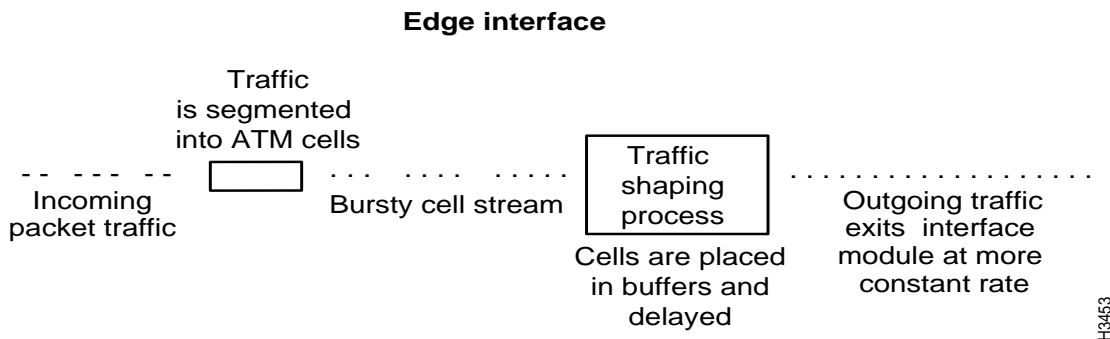 Edge interface
Traffic
is segmented
into ATM cells
Incoming
packet traffic
Bursty cell stream
Traffic
shaping
process
Cells are placed
in buffers and
delayed
Outgoing traffic
exits interface
module at more
constant rate
H3453